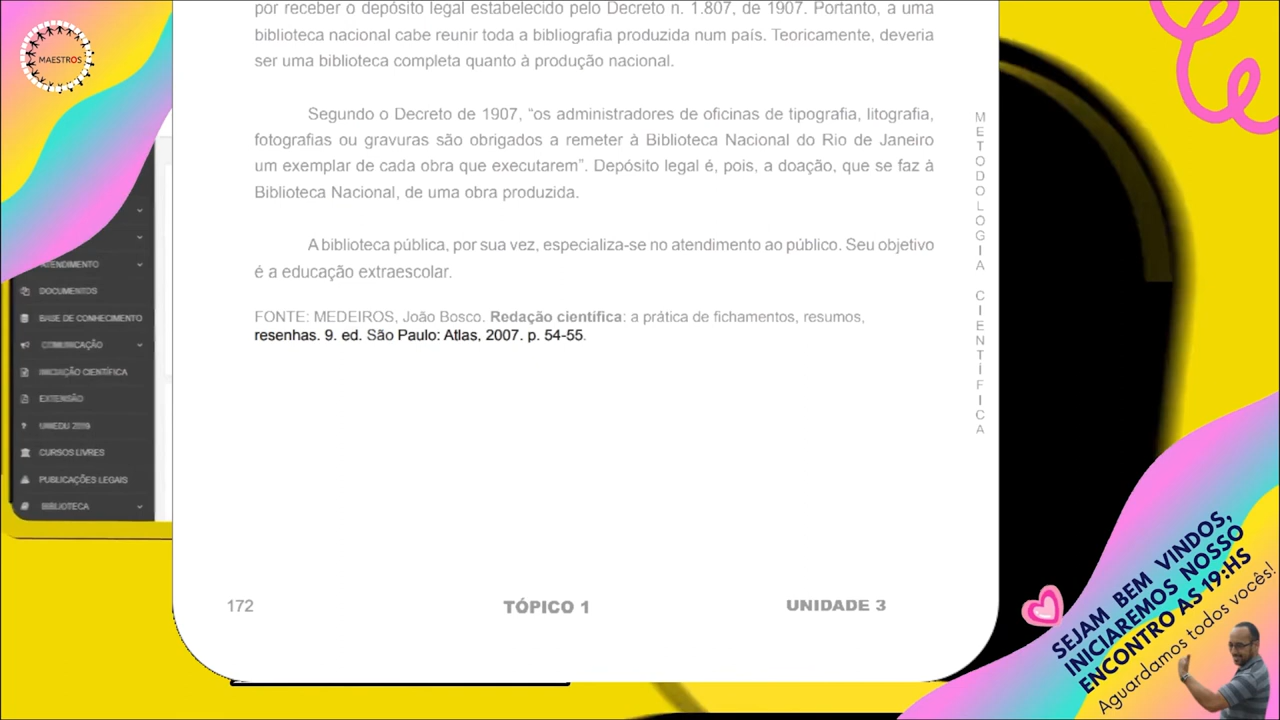 MAESTROS
por receber o depósito legal estabelecido pelo Decreto n. 1.807, de 1907. Portanto, a uma
biblioteca nacional cabe reunir toda a bibliografia produzida num país. Teoricamente, deveria
ser uma biblioteca completa quanto à produção nacional.
Segundo o Decreto de 1907, “os administradores de oficinas de tipografia, litografia,
fotografias ou gravuras são obrigados a remeter à Biblioteca Nacional do Rio de Janeiro
um exemplar de cada obra que executarem”. Depósito legal é, pois, a doação, que se faz à
Biblioteca Nacional, de uma obra produzida.
A biblioteca pública, por sua vez, especializa-se no atendimento ao público. Seu objetivo
é a educação extraescolar.
FONTE: MEDEIROS, João Bosco. Redação científica: a prática de fichamentos, resumos,
resenhas. 9. ed. São Paulo: Atlas, 2007. p. 54-55.
METODOLOGIA CIENTÍFICA
172
TÓPICO 1
UNIDADE 3
ATENDIMENTO
DOCUMENTOS
BASE DE CONHECIMENTO
COMUNICAÇÃO
INICIAÇÃO CIENTÍFICA
EXTENSÃO
UNIEDU 2019
CURSOS LIVRES
PUBLICAÇÕES LEGAIS
BIBLIOTECA
SEJAM BEM VINDOS,
INICIAREMOS NOSSO
ENCONTRO AS 19:HS
Aguardamos todos vocês!